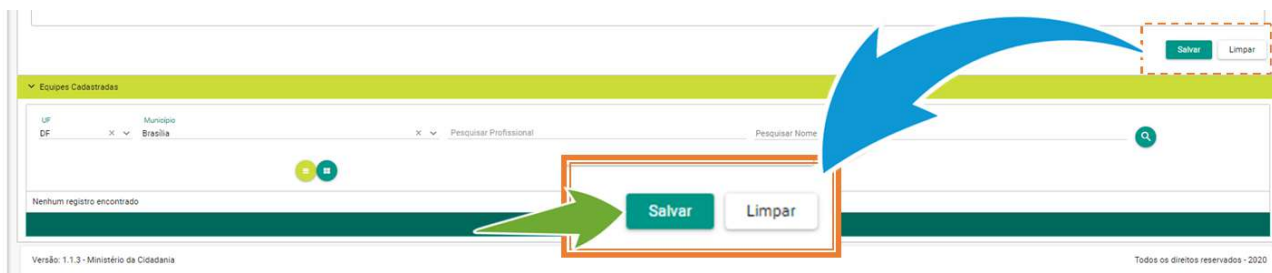 Salvar Limpar
Equipes Cadastradas
UF Município
DF Brasília Pesquisar Profissional Pesquisar Nome
Nenhum registro encontrado
Salvar Limpar
Versão: 1.1.3 - Ministério da Cidadania Todos os direitos reservados - 2020